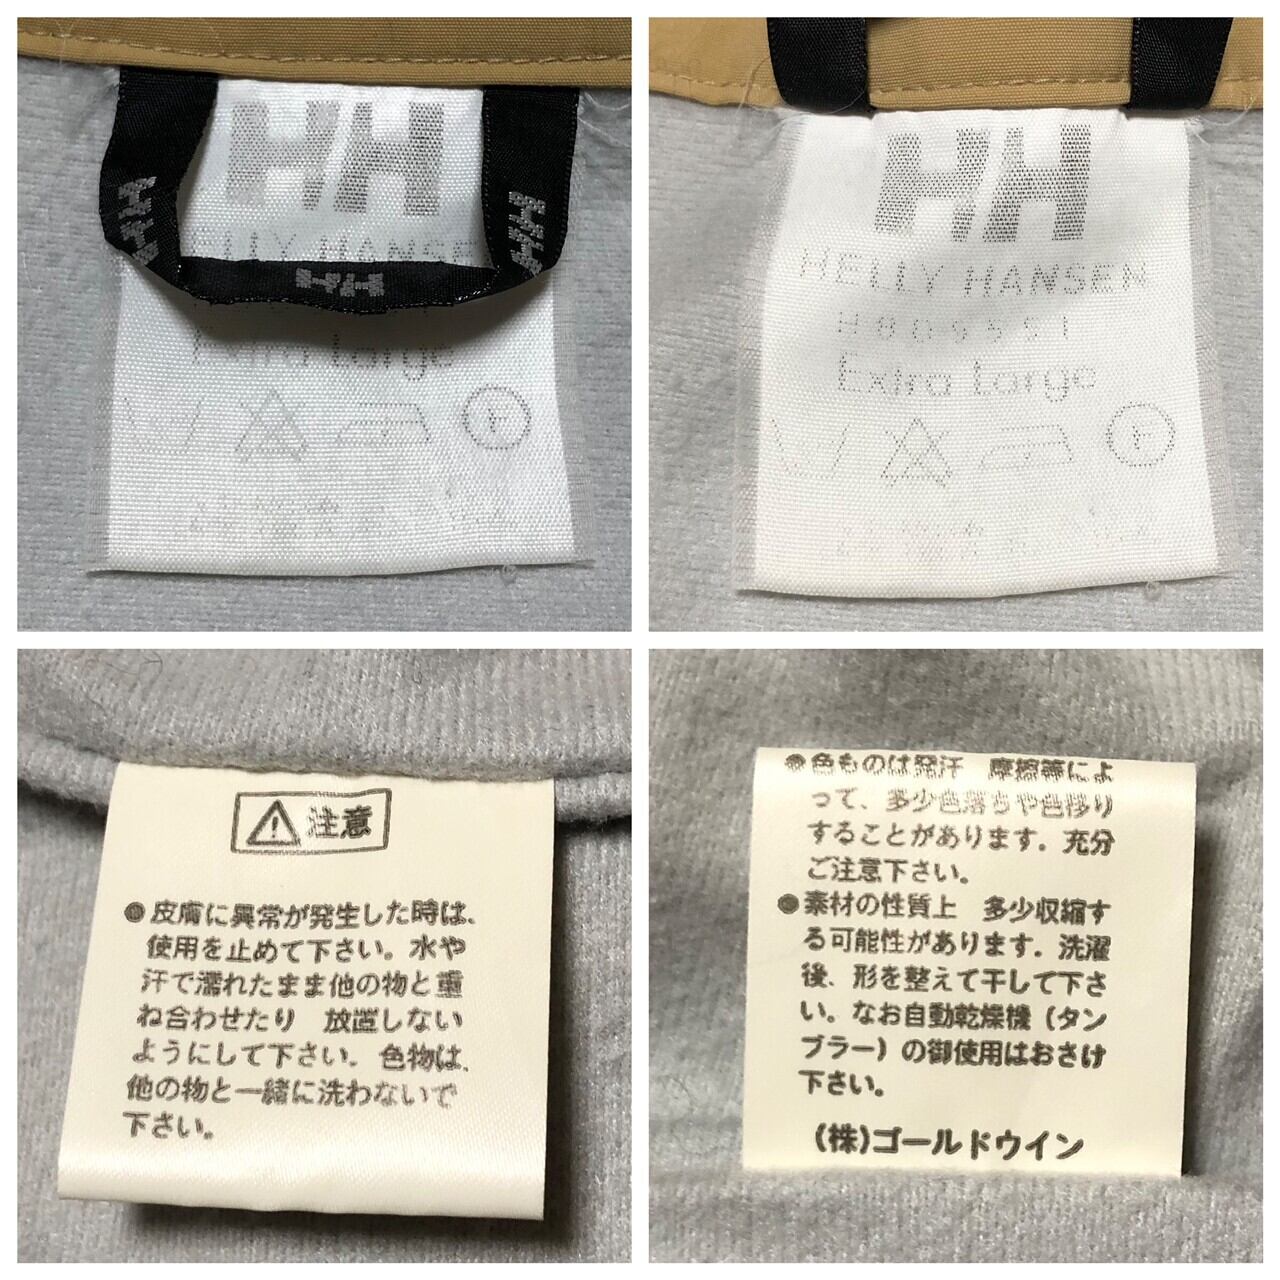 HH
HELLY HANSEN
Extra Large
HH
HELLY HANSEN
Extra Large
注意
●皮膚に異常が発生した時は、
使用を止めて下さい。水や
汗で濡れたまま他の物と重
ね合わせたり 放置しない
ようにして下さい。色物は、
他の物と一緒に洗わないで
下さい。
●色ものは発汗 摩擦等によ
って、多少色落ちや色移り
することがあります。充分
ご注意下さい。
●素材の性質上 多少収縮す
る可能性があります。洗濯
後、形を整えて干して下さ
い。なお自動乾燥機（タン
ブラー）の御使用はおさけ
下さい。
(株)ゴールドウイン